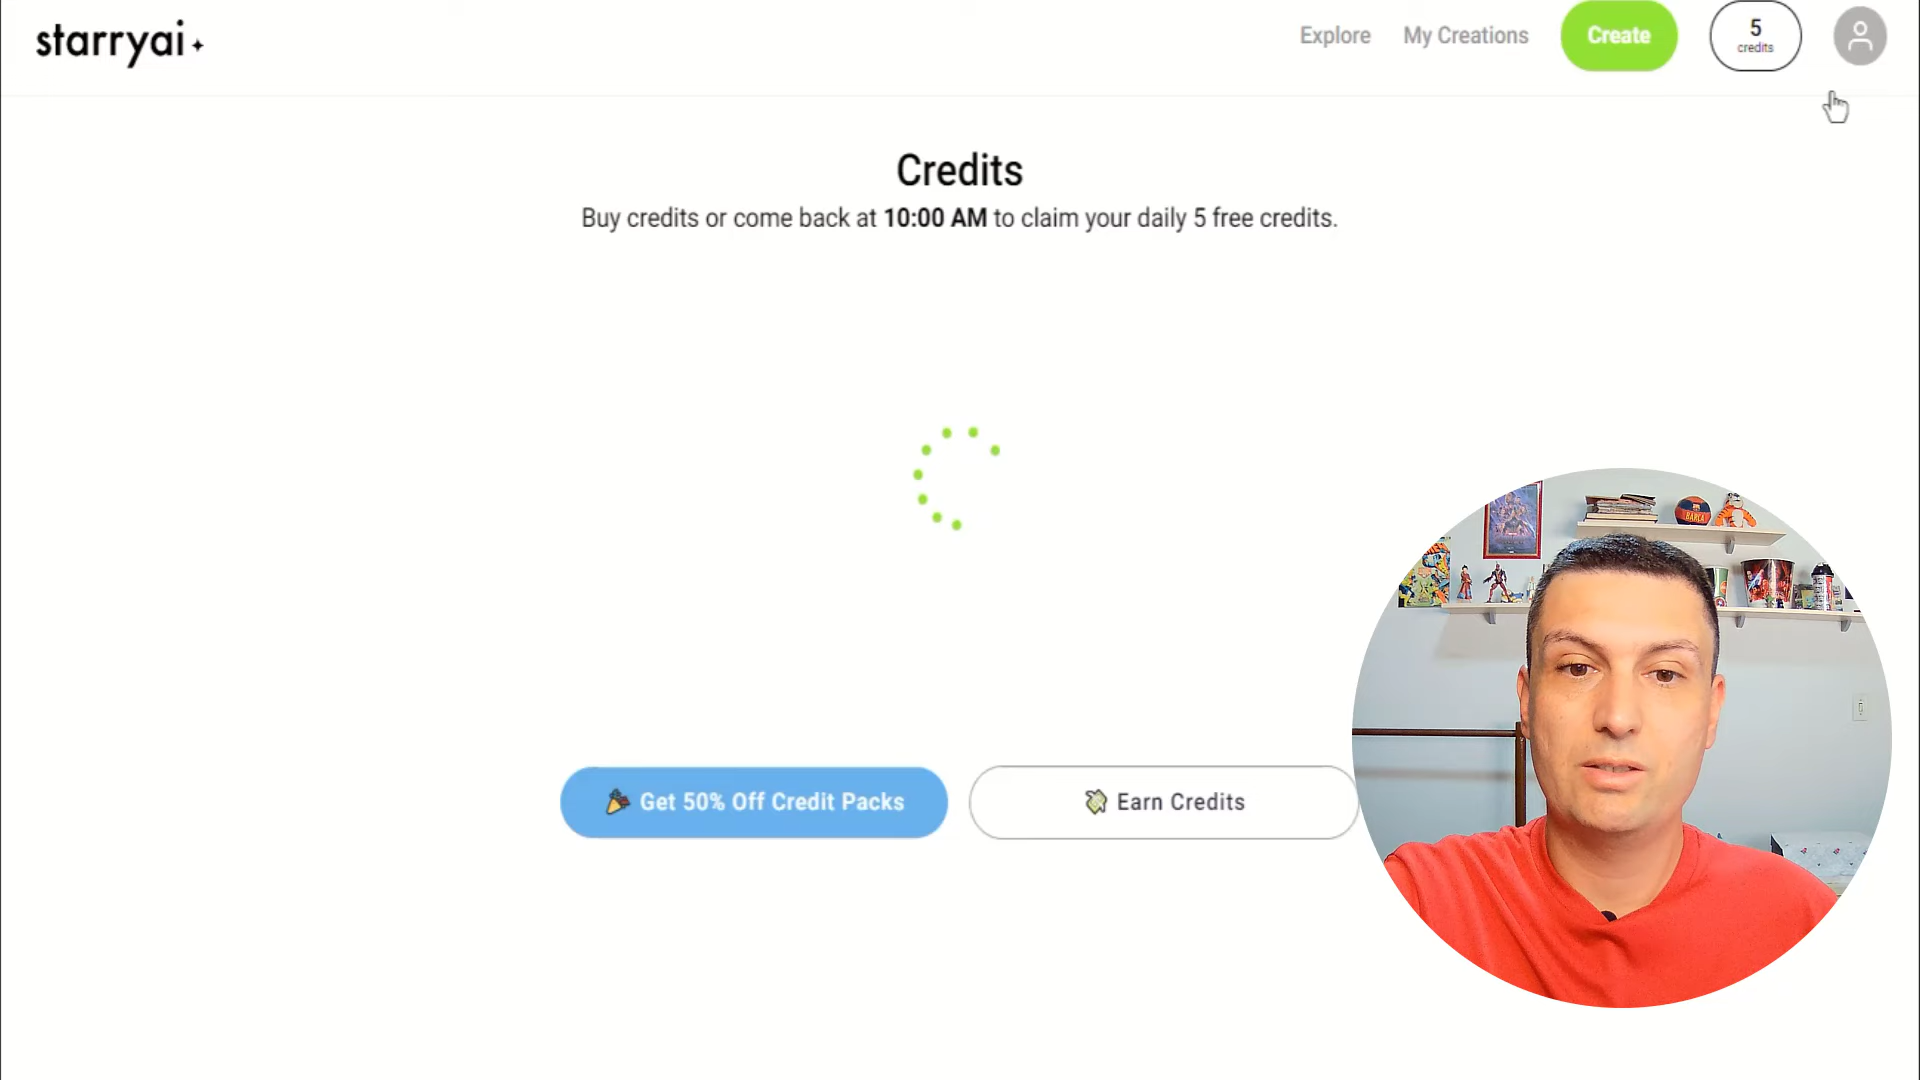 starryai
Explore
My Creations
Create
5
credits
Credits
Buy credits or come back at 10:00 AM to claim your daily 5 free credits.
Get 50% Off Credit Packs
Earn Credits
BARÇA